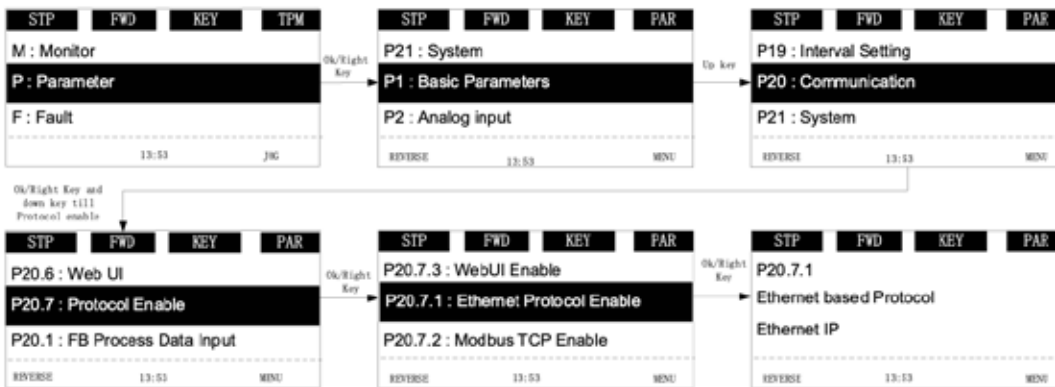 STP FWD KEY TPM
M : Monitor
P : Parameter
F : Fault
13:53 JOG
Ok/Right
Key
STP FWD KEY PAR
P21 : System
P1 : Basic Parameters
P2 : Analog input
REVERSE 13:53 MENU
Up key
STP FWD KEY PAR
P19 : Interval Setting
P20 : Communication
P21 : System
REVERSE 13:53 MENU
Ok/Right Key and
down key till
Protocol enable
STP FWD KEY PAR
P20.6 : Web UI
P20.7 : Protocol Enable
P20.1 : FB Process Data Input
REVERSE 13:53 MENU
Ok/Right
Key
STP FWD KEY PAR
P20.7.3 : WebUI Enable
P20.7.1 : Ethernet Protocol Enable
P20.7.2 : Modbus TCP Enable
REVERSE 13:53 MENU
Ok/Right
Key
STP FWD KEY PAR
P20.7.1
Ethernet based Protocol
Ethernet IP
REVERSE 13:53 MENU